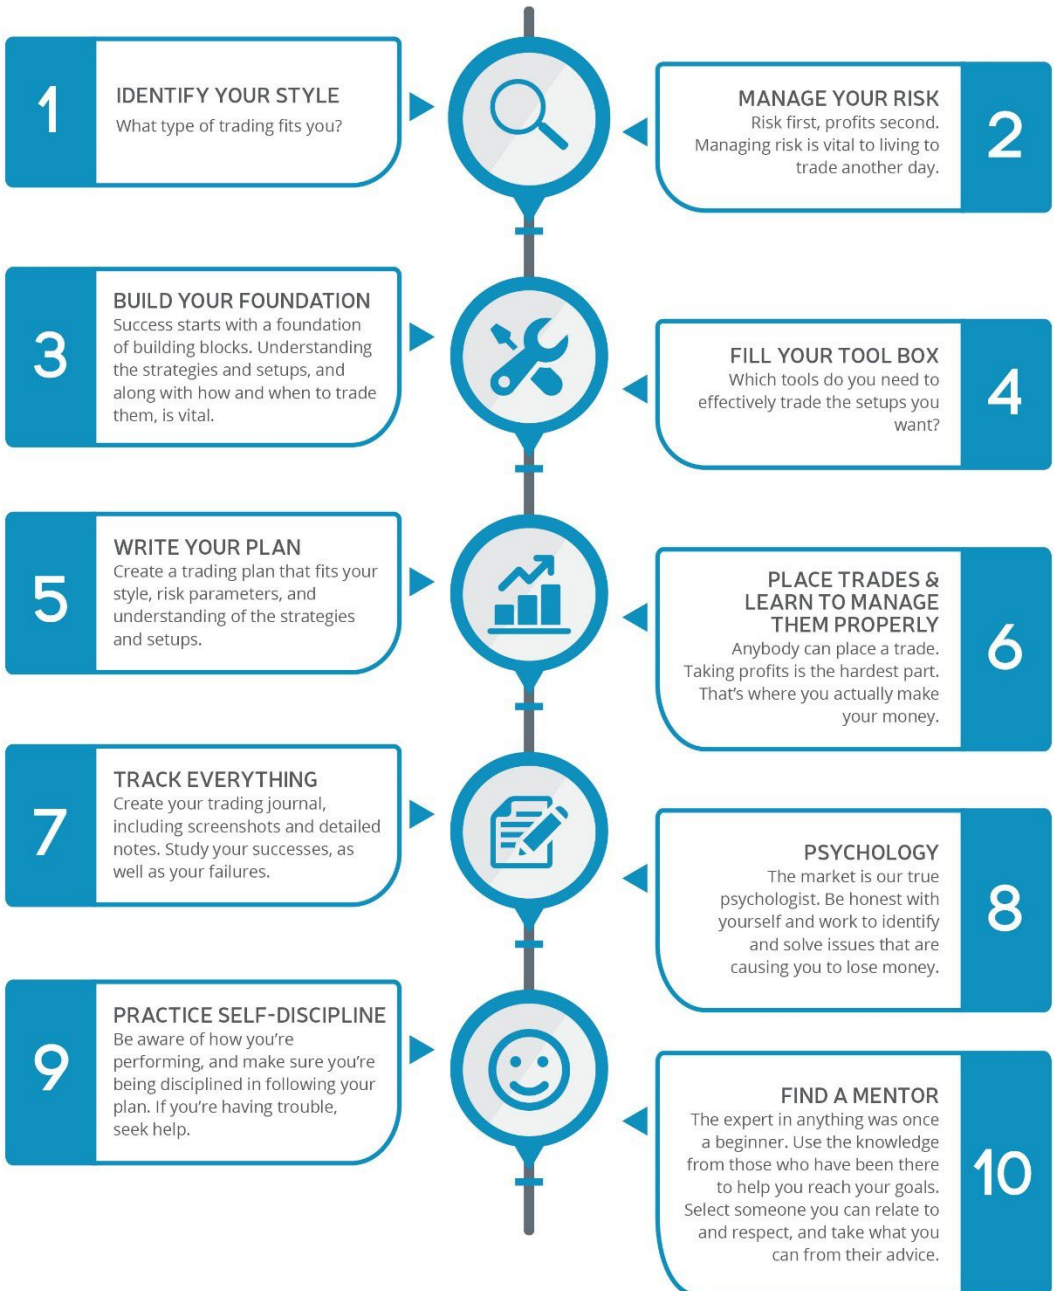 1
IDENTIFY YOUR STYLE
What type of trading fits you?
2
MANAGE YOUR RISK
Risk first, profits second.
Managing risk is vital to living to
trade another day.
3
BUILD YOUR FOUNDATION
Success starts with a foundation
of building blocks. Understanding
the strategies and setups, and
along with how and when to trade
them, is vital.
4
FILL YOUR TOOL BOX
Which tools do you need to
effectively trade the setups you
want?
5
WRITE YOUR PLAN
Create a trading plan that fits your
style, risk parameters, and
understanding of the strategies
and setups.
6
PLACE TRADES &
LEARN TO MANAGE
THEM PROPERLY
Anybody can place a trade.
Taking profits is the hardest part.
That's where you actually make
your money.
7
TRACK EVERYTHING
Create your trading journal,
including screenshots and detailed
notes. Study your successes, as
well as your failures.
8
PSYCHOLOGY
The market is our true
psychologist. Be honest with
yourself and work to identify
and solve issues that are
causing you to lose money.
9
PRACTICE SELF-DISCIPLINE
Be aware of how you're
performing, and make sure you're
being disciplined in following your
plan. If you're having trouble,
seek help.
10
FIND A MENTOR
The expert in anything was once
a beginner. Use the knowledge
from those who have been there
to help you reach your goals.
Select someone you can relate to
and respect, and take what you
can from their advice.